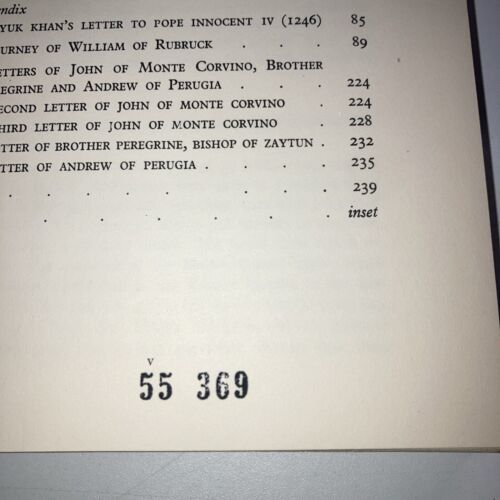 ndix
YUK KHAN'S LETTER TO POPE INNOCENT IV (1246) 85
URNEY OF WILLIAM OF RUBRUCK . . 89
ETTERS OF JOHN OF MONTE CORVINO, BROTHER
EGRINE AND ANDREW OF PERUGIA . . . 224
ECOND LETTER OF JOHN OF MONTE CORVINO . 224
HIRD LETTER OF JOHN OF MONTE CORVINO . 228
TTER OF BROTHER PEREGRINE, BISHOP OF ZAYTUN . 232
TTER OF ANDREW OF PERUGIA . . . . 235
. . . . . . . 239
. . . . . . inset
v
55 369